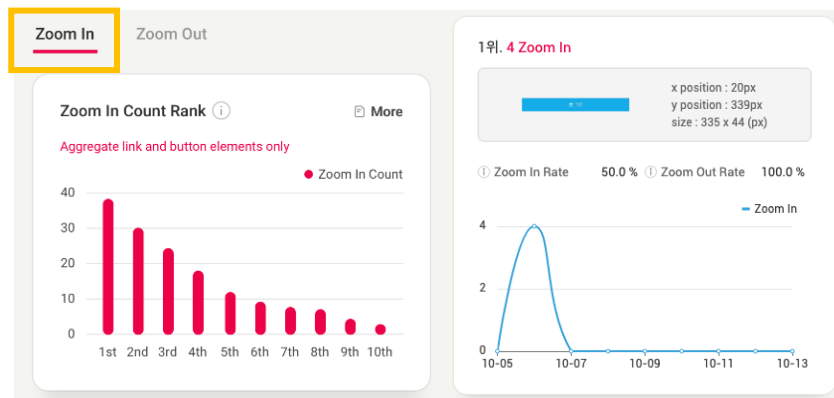 Zoom In
Zoom Out
Zoom In Count Rank
More
Aggregate link and button elements only
Zoom In Count
40
30
20
10
0
1st 2nd 3rd 4th 5th 6th 7th 8th 9th 10th
1위. 4 Zoom In
x position : 20px
y position : 339px
size : 335 x 44 (px)
Zoom In Rate 50.0 % Zoom Out Rate 100.0 %
Zoom In
4
2
0
10-05 10-07 10-09 10-11 10-13